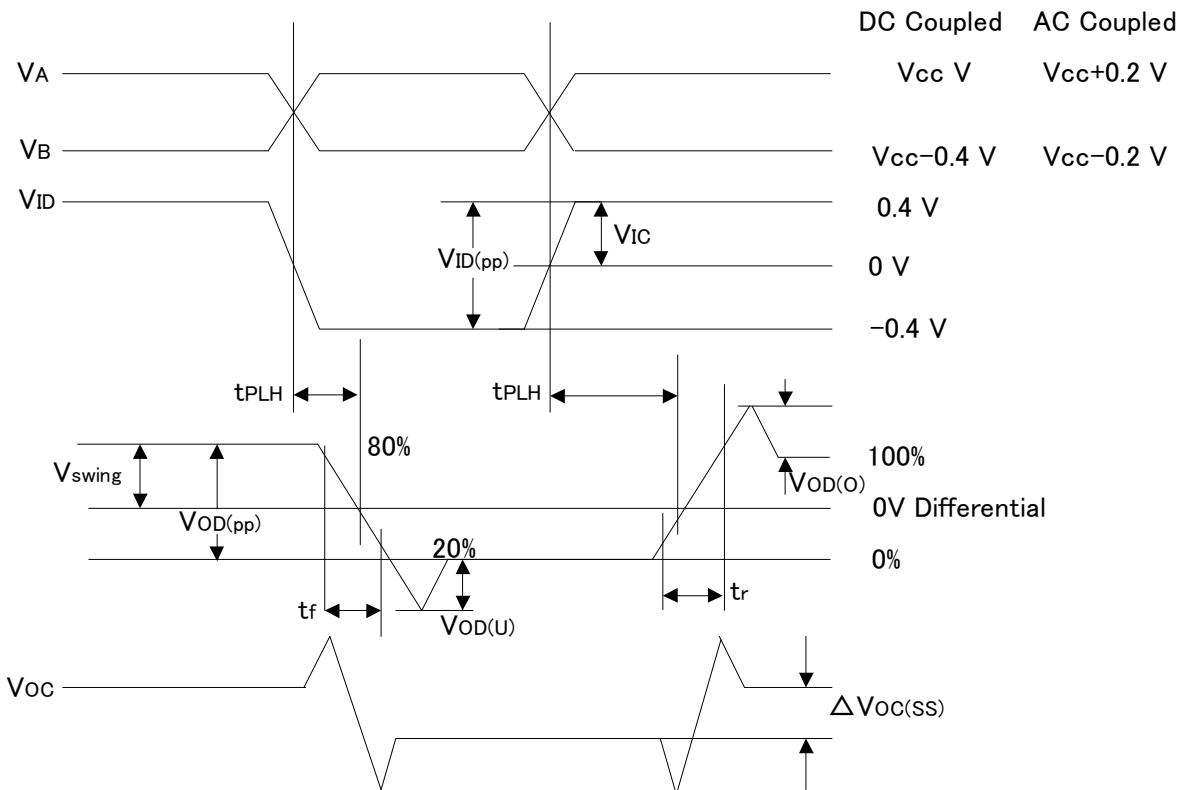 DC Coupled AC Coupled
VA Vcc V Vcc+0.2 V
VB Vcc-0.4 V Vcc-0.2 V
VID 0.4 V
VIC
VID(pp) 0 V
-0.4 V
tPLH tPLH
80% 100%
Vswing VOD(O)
VOD(pp) 0V Differential
20% 0%
tf tr
VOD(U)
VOC △VOC(SS)